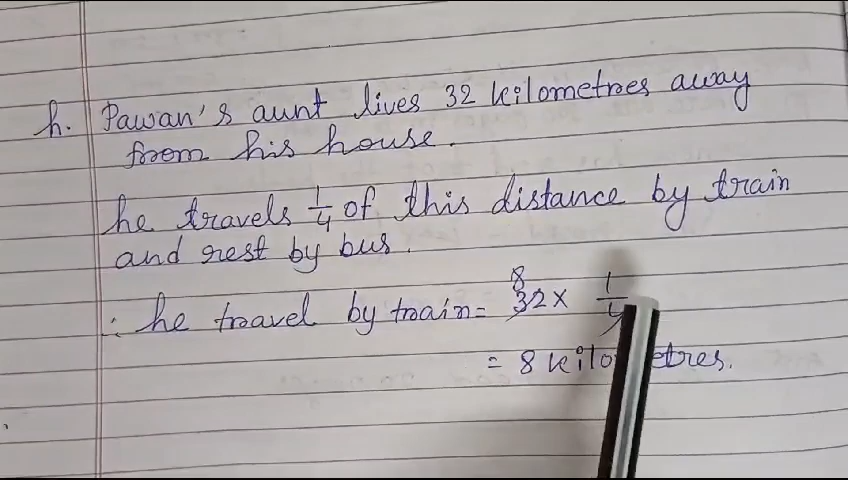 h. Pawan's aunt lives 32 kilometres away
from his house.
he travels 1/4 of this distance by train
and rest by bus.
∴ he travel by train = 32 × 1/4
8
= 8 kilometres.